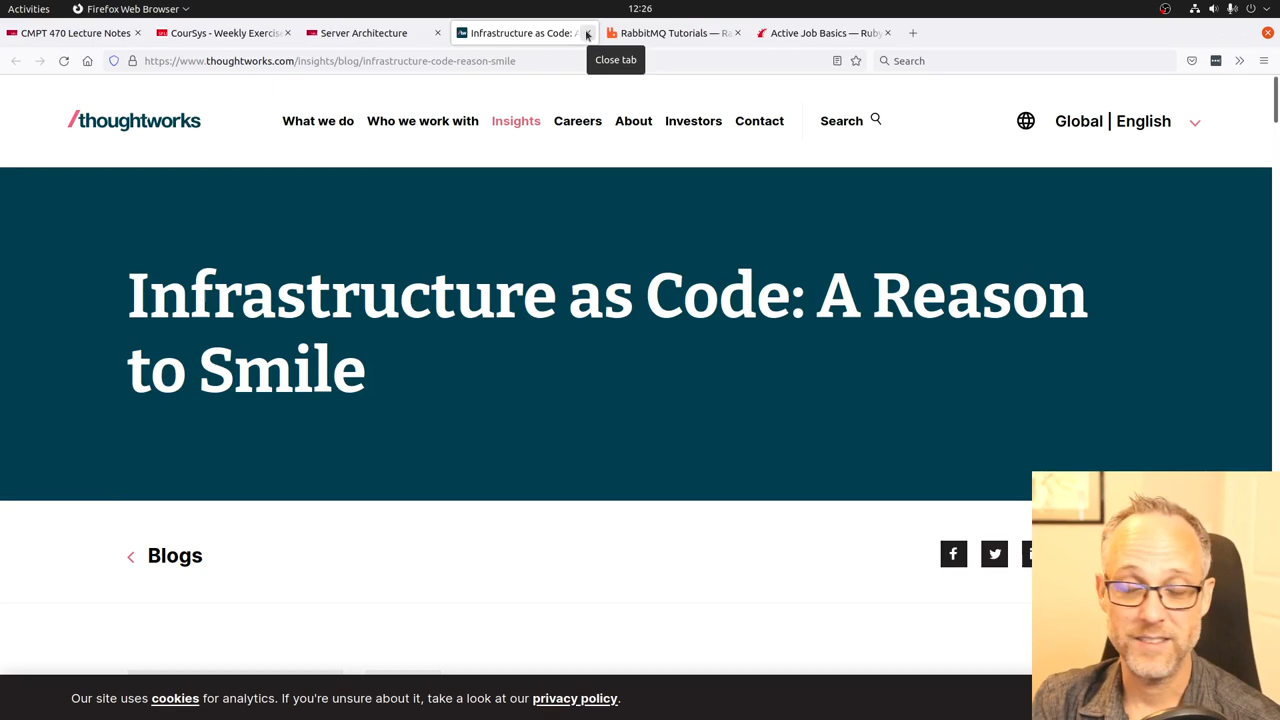 Activities
Firefox Web Browser
12:26
CMPT 470 Lecture Notes
CourSys - Weekly Exercise
Server Architecture
Infrastructure as Code:
RabbitMQ Tutorials — Ra
Active Job Basics — Ruby
https://www.thoughtworks.com/insights/blog/infrastructure-code-reason-smile
Search
Close tab
/thoughtworks
What we do
Who we work with
Insights
Careers
About
Investors
Contact
Search
Global | English
Infrastructure as Code: A Reason
to Smile
Blogs
Our site uses cookies for analytics. If you're unsure about it, take a look at our privacy policy.